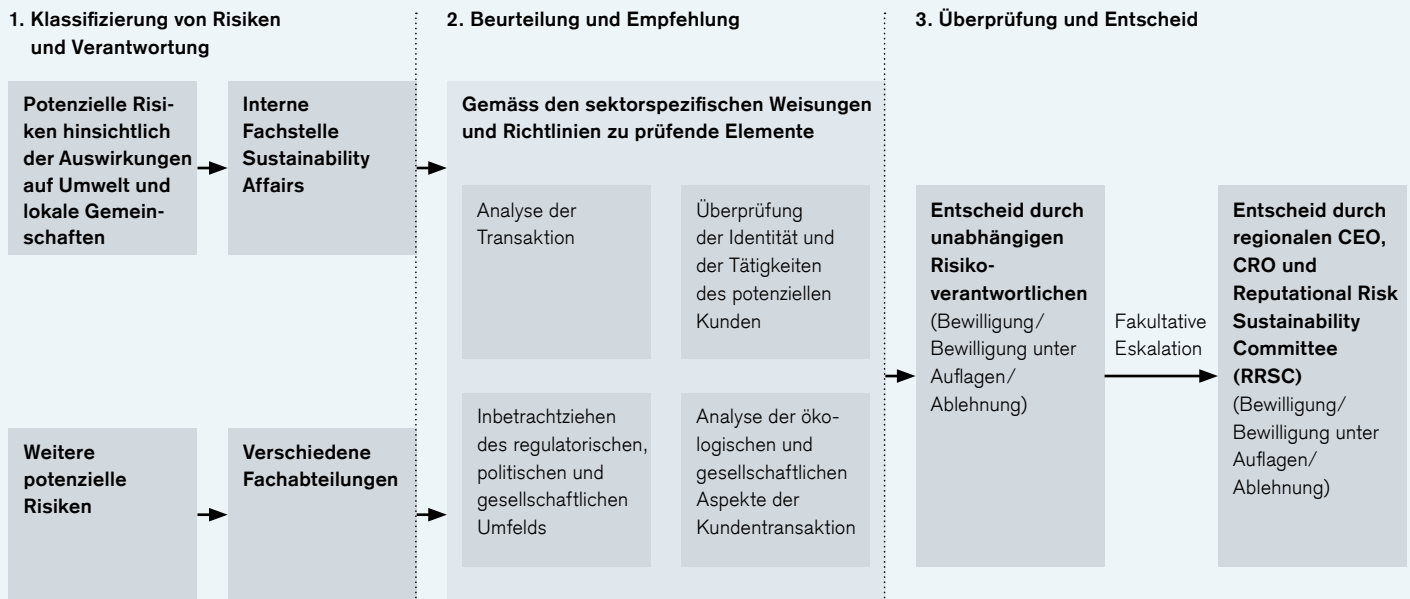 1. Klassifizierung von Risiken
und Verantwortung
Potenzielle Risi-
ken hinsichtlich
der Auswirkungen
auf Umwelt und
lokale Gemein-
schaften
Interne
Fachstelle
Sustainability
Affairs
Weitere
potenzielle
Risiken
Verschiedene
Fachabteilungen
2. Beurteilung und Empfehlung
Gemäss den sektorspezifischen Weisungen
und Richtlinien zu prüfende Elemente
Analyse der
Transaktion
Überprüfung
der Identität und
der Tätigkeiten
des potenziellen
Kunden
Inbetrachtziehen
des regulatorischen,
politischen und
gesellschaftlichen
Umfelds
Analyse der öko-
logischen und
gesellschaftlichen
Aspekte der
Kundentransaktion
3. Überprüfung und Entscheid
Entscheid durch
unabhängigen
Risiko-
verantwortlichen
(Bewilligung/
Bewilligung unter
Auflagen/
Ablehnung)
Fakultative
Eskalation
Entscheid durch
regionalen CEO,
CRO und
Reputational Risk
Sustainability
Committee
(RRSC)
(Bewilligung/
Bewilligung unter
Auflagen/
Ablehnung)